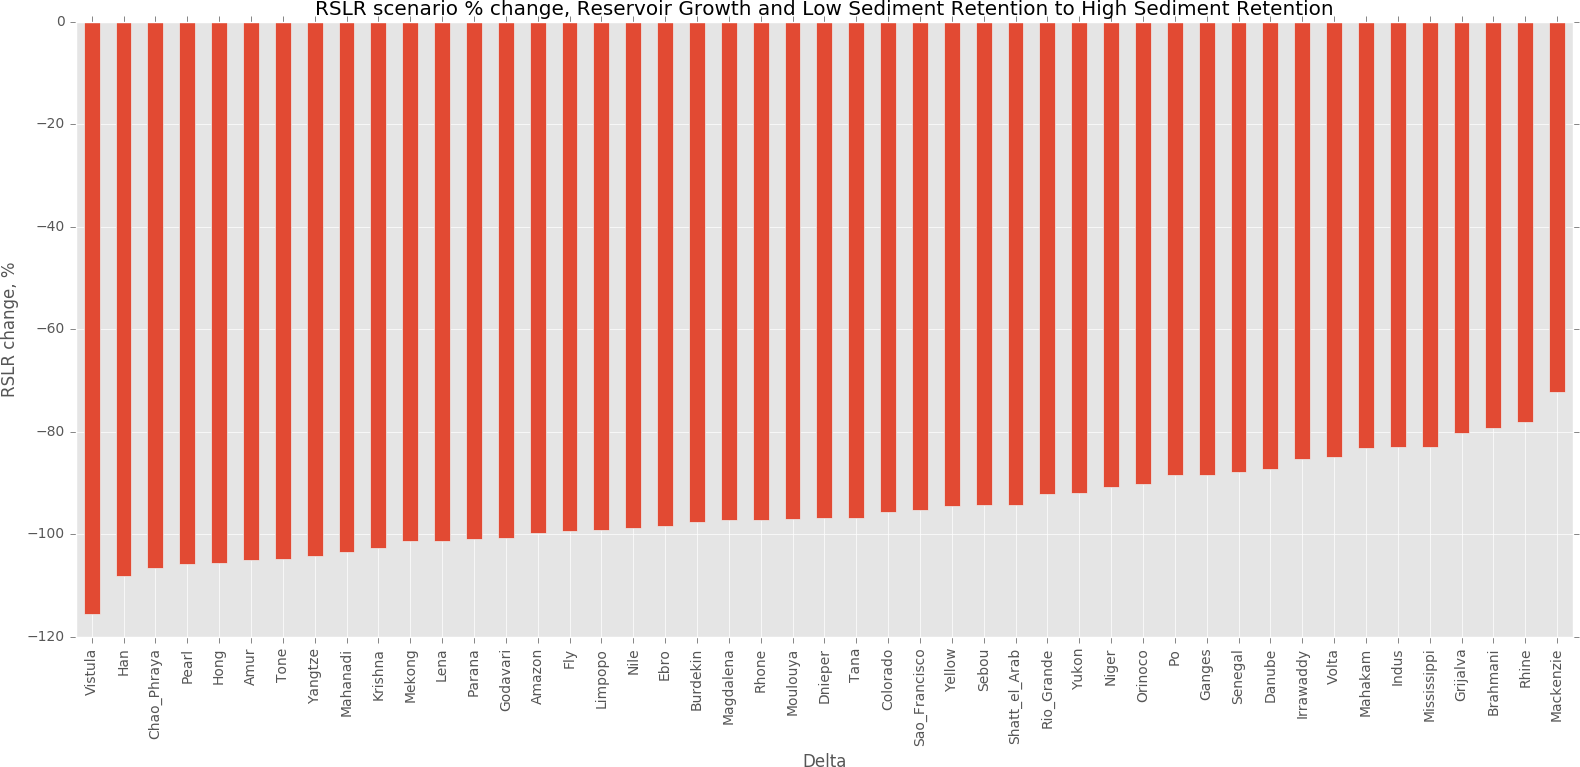 RSLR scenario % change, Reservoir Growth and Low Sediment Retention to High Sediment Retention
RSLR change, %
0
−20
−40
−60
−80
−100
−120
Vistula
Han
Chao_Phraya
Pearl
Hong
Amur
Tone
Yangtze
Mahanadi
Krishna
Mekong
Lena
Parana
Godavari
Amazon
Fly
Limpopo
Nile
Ebro
Burdekin
Magdalena
Rhone
Moulouya
Dnieper
Tana
Colorado
Sao_Francisco
Yellow
Sebou
Shatt_el_Arab
Rio_Grande
Yukon
Niger
Orinoco
Po
Ganges
Senegal
Danube
Irrawaddy
Volta
Mahakam
Indus
Mississippi
Grijalva
Brahmani
Rhine
Mackenzie
Delta